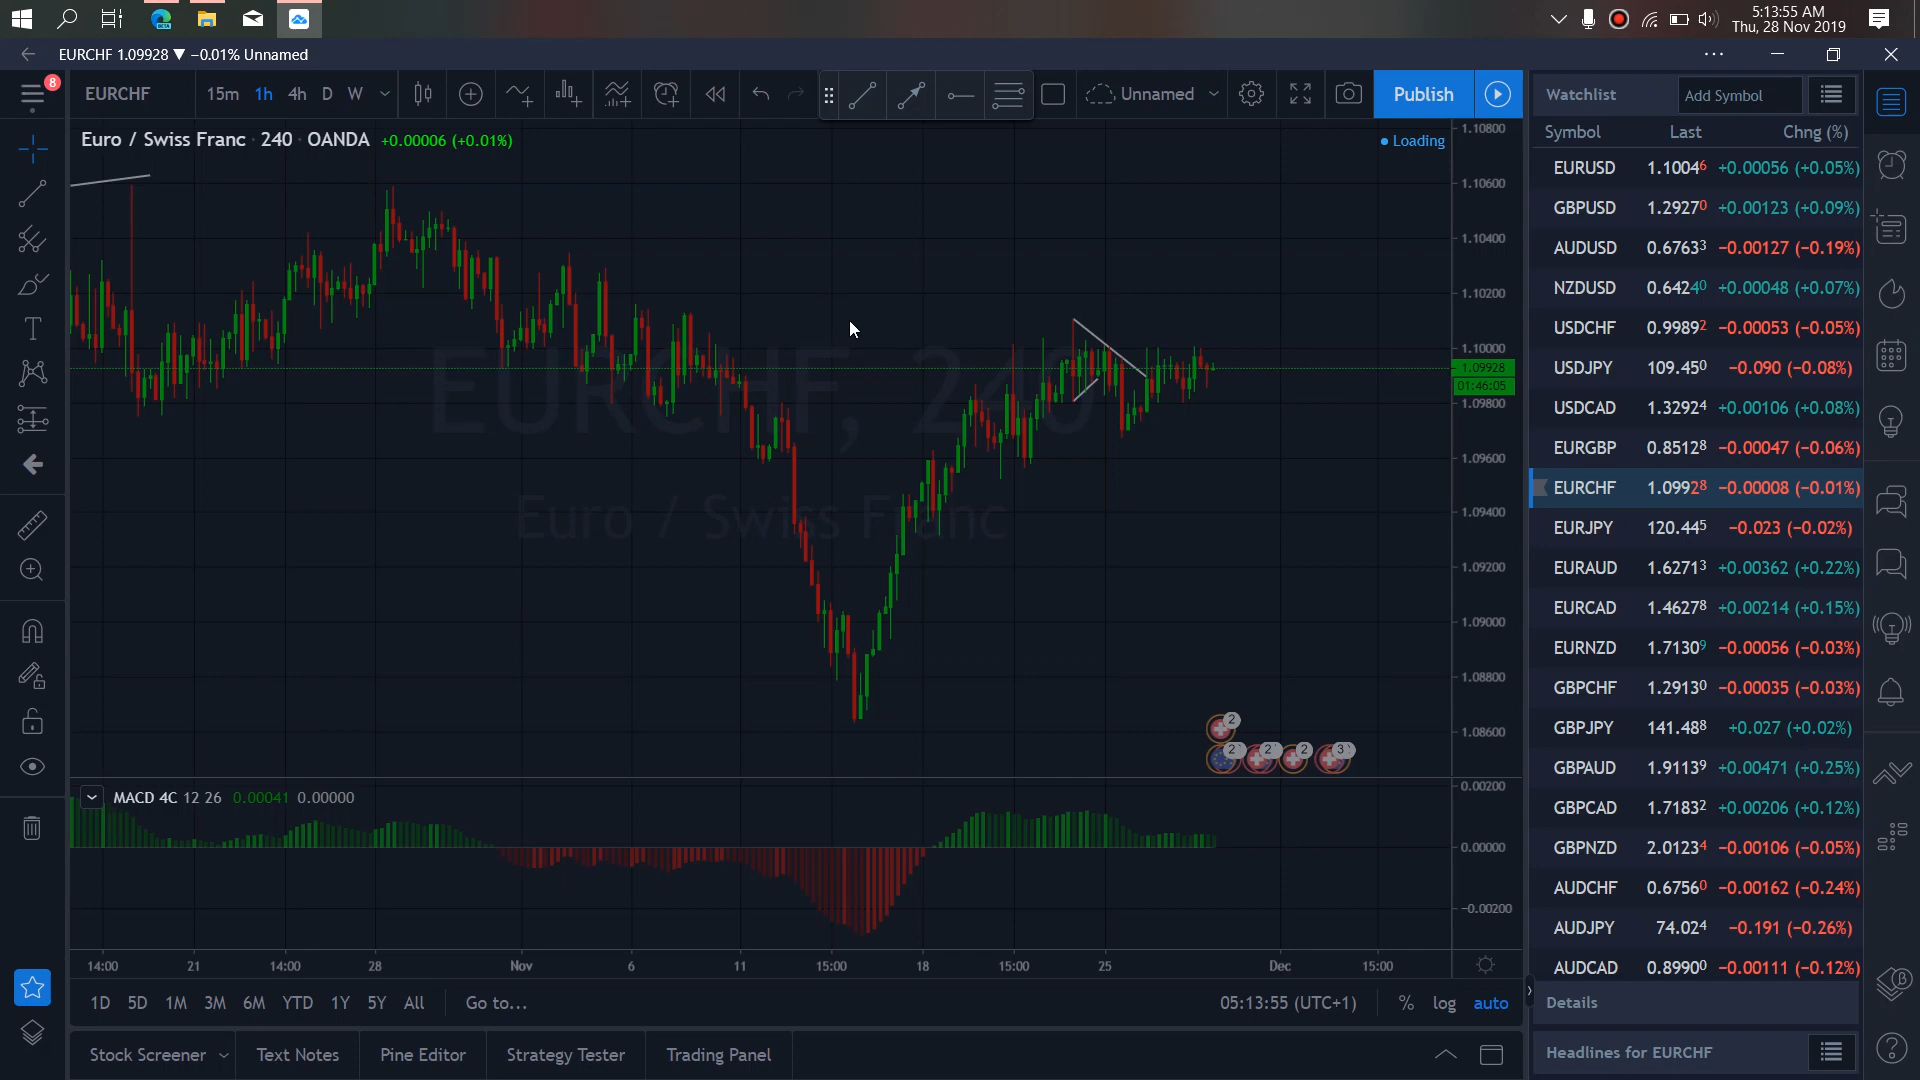 5:13:55 AM
Thu, 28 Nov 2019
EURCHF 1.09928 ▼ −0.01% Unnamed
8
EURCHF 15m 1h 4h D W Unnamed Publish
Euro / Swiss Franc · 240 · OANDA +0.00006 (+0.01%)
Loading
EURCHF, 240
Euro / Swiss Franc
1.10800
1.10600
1.10400
1.10200
1.10000
1.09928
01:46:05
1.09800
1.09600
1.09400
1.09200
1.09000
1.08800
1.08600
2
2 2 2 3
MACD 4C 12 26 0.00041 0.00000
0.00200
0.00000
−0.00200
14:00 21 14:00 28 Nov 6 11 15:00 18 15:00 25 Dec 15:00
1D 5D 1M 3M 6M YTD 1Y 5Y All Go to... 05:13:55 (UTC+1) % log auto
Stock Screener Text Notes Pine Editor Strategy Tester Trading Panel
Watchlist Add Symbol
Symbol Last Chng (%)
EURUSD 1.10046 +0.00056 (+0.05%)
GBPUSD 1.29270 +0.00123 (+0.09%)
AUDUSD 0.67633 −0.00127 (−0.19%)
NZDUSD 0.64240 +0.00048 (+0.07%)
USDCHF 0.99892 −0.00053 (−0.05%)
USDJPY 109.450 −0.090 (−0.08%)
USDCAD 1.32924 +0.00106 (+0.08%)
EURGBP 0.85128 −0.00047 (−0.06%)
EURCHF 1.09928 −0.00008 (−0.01%)
EURJPY 120.445 −0.023 (−0.02%)
EURAUD 1.62713 +0.00362 (+0.22%)
EURCAD 1.46278 +0.00214 (+0.15%)
EURNZD 1.71309 −0.00056 (−0.03%)
GBPCHF 1.29130 −0.00035 (−0.03%)
GBPJPY 141.488 +0.027 (+0.02%)
GBPAUD 1.91139 +0.00471 (+0.25%)
GBPCAD 1.71832 +0.00206 (+0.12%)
GBPNZD 2.01234 −0.00106 (−0.05%)
AUDCHF 0.67560 −0.00162 (−0.24%)
AUDJPY 74.024 −0.191 (−0.26%)
AUDCAD 0.89900 −0.00111 (−0.12%)
Details
Headlines for EURCHF